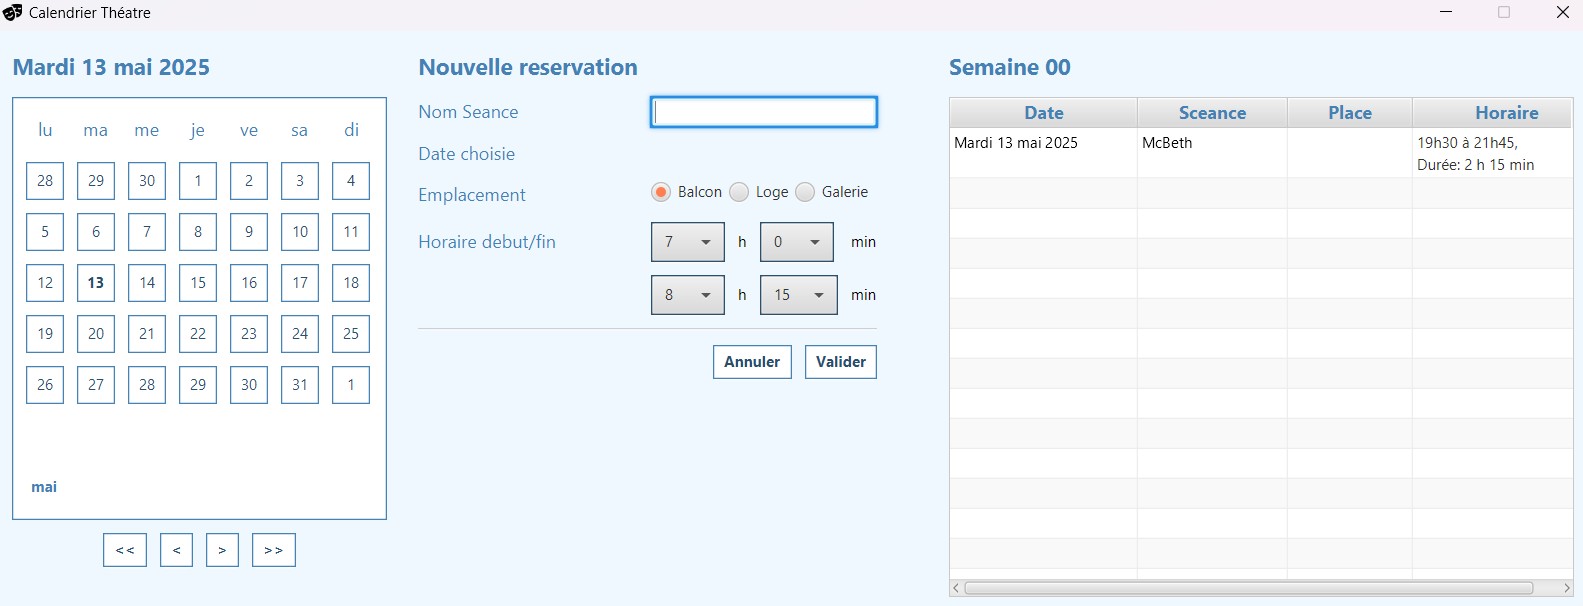 Calendrier Théatre
Mardi 13 mai 2025
lu ma me je ve sa di
28 29 30 1 2 3 4
5 6 7 8 9 10 11
12 13 14 15 16 17 18
19 20 21 22 23 24 25
26 27 28 29 30 31 1
mai
<< < > >>
Nouvelle reservation
Nom Seance
Date choisie
Emplacement Balcon Loge Galerie
Horaire debut/fin 7 h 0 min
8 h 15 min
Annuler Valider
Semaine 00
Date Sceance Place Horaire
Mardi 13 mai 2025 McBeth 19h30 à 21h45,
Durée: 2 h 15 min